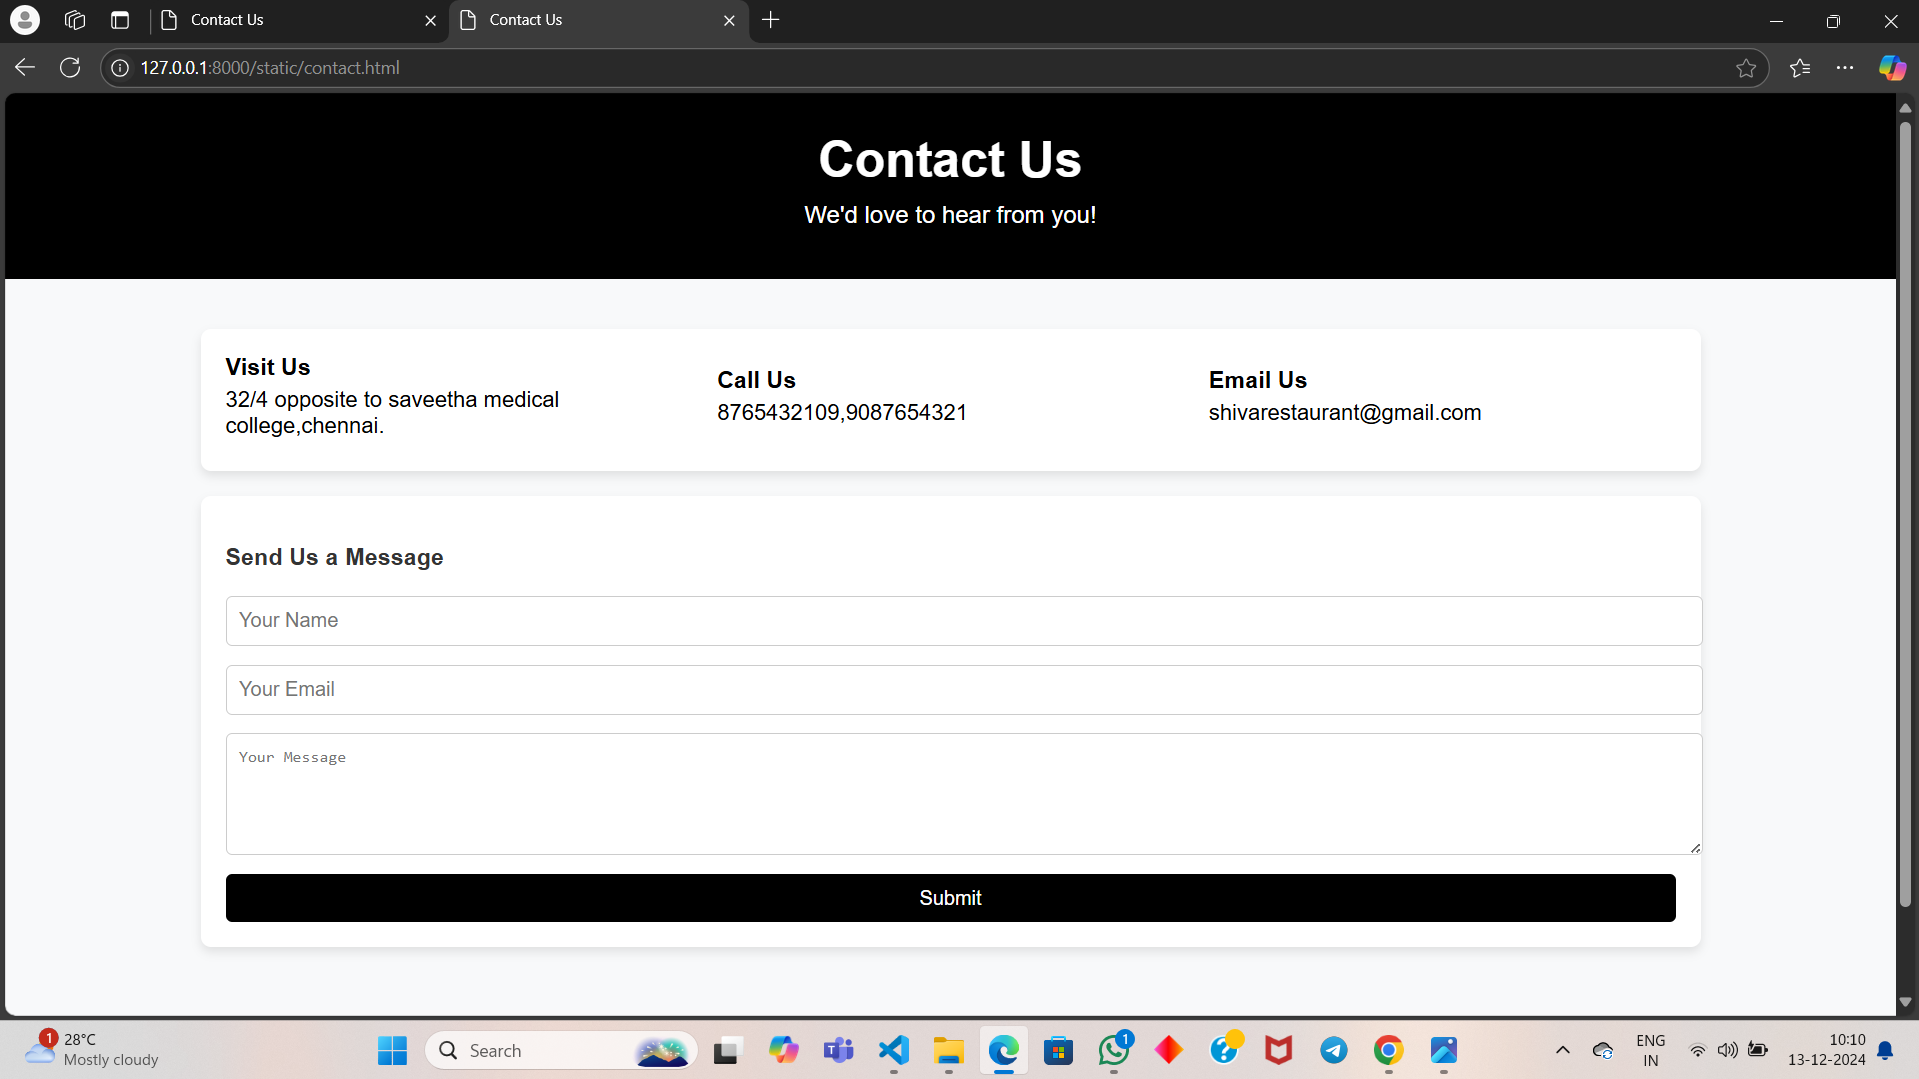 Contact Us
Contact Us
127.0.0.1:8000/static/contact.html
Contact Us
We'd love to hear from you!
Visit Us
32/4 opposite to saveetha medical
college,chennai.
Call Us
8765432109,9087654321
Email Us
shivarestaurant@gmail.com
Send Us a Message
Your Name
Your Email
Your Message
Submit
1
28°C
Mostly cloudy
Search
1
ENG
IN
10:10
13-12-2024